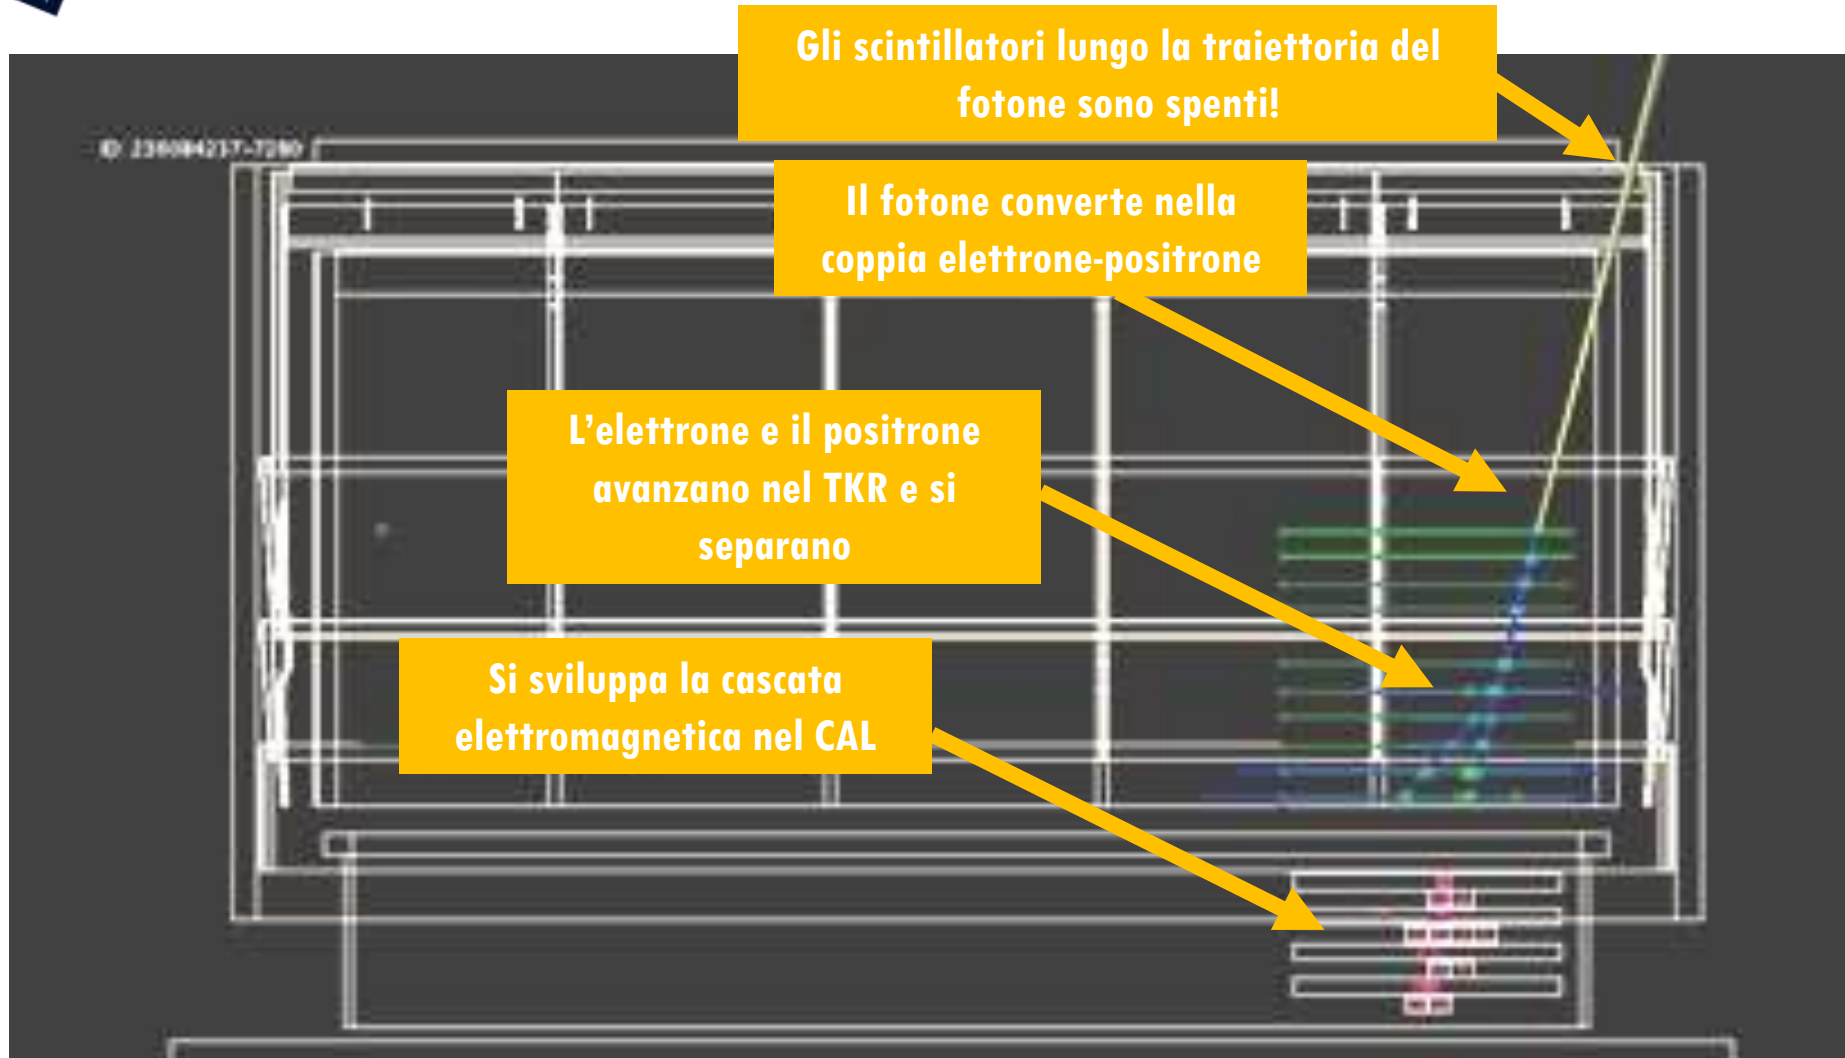 Gli scintillatori lungo la traiettoria del
fotone sono spenti!
Il fotone converte nella
coppia elettrone-positrone
L'elettrone e il positrone
avanzano nel TKR e si
separano
Si sviluppa la cascata
elettromagnetica nel CAL